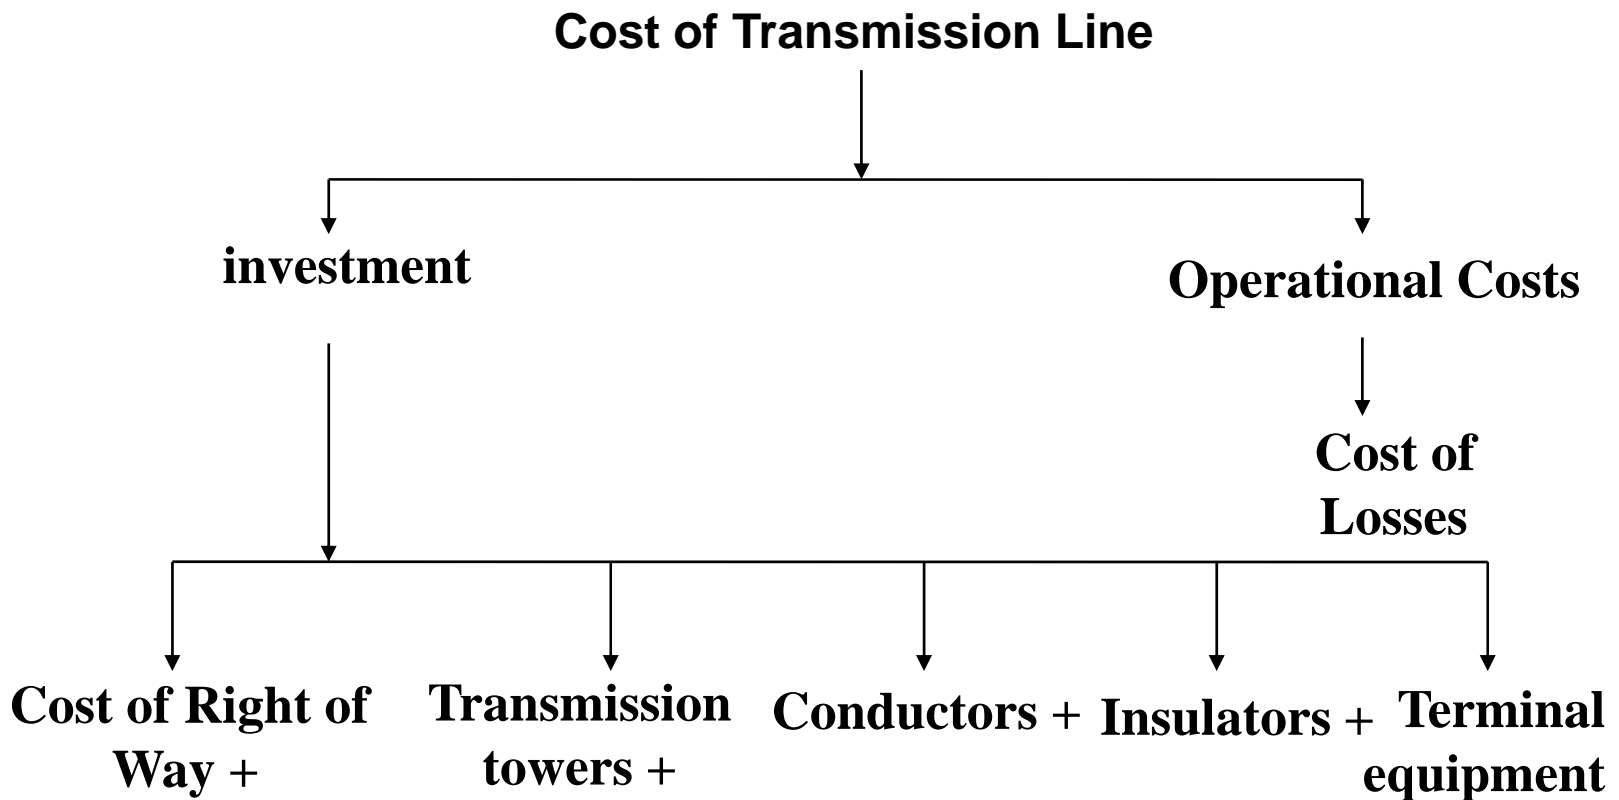 Cost of Transmission Line
investment
Operational Costs
Cost of
Losses
Cost of Right of
Way +
Transmission
towers +
Conductors +
Insulators +
Terminal
equipment